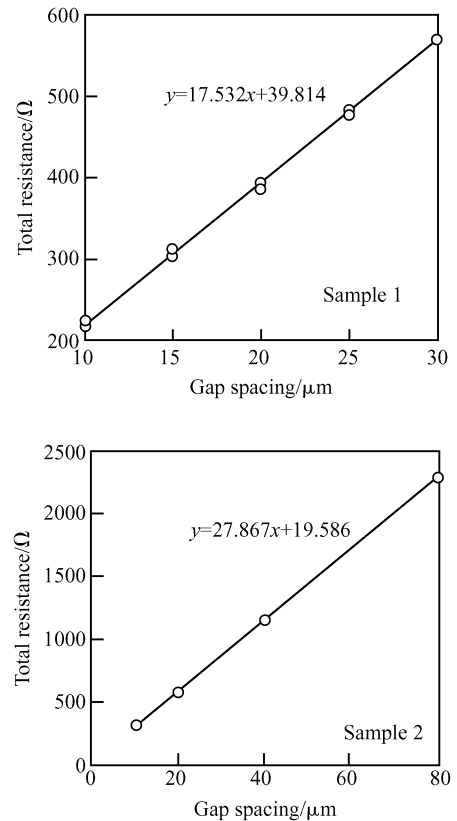 600
500
400
300
200
Total resistance/Ω
y=17.532x+39.814
Sample 1
10 15 20 25 30
Gap spacing/μm
2500
2000
1500
1000
500
0
Total resistance/Ω
y=27.867x+19.586
Sample 2
0 20 40 60 80
Gap spacing/μm